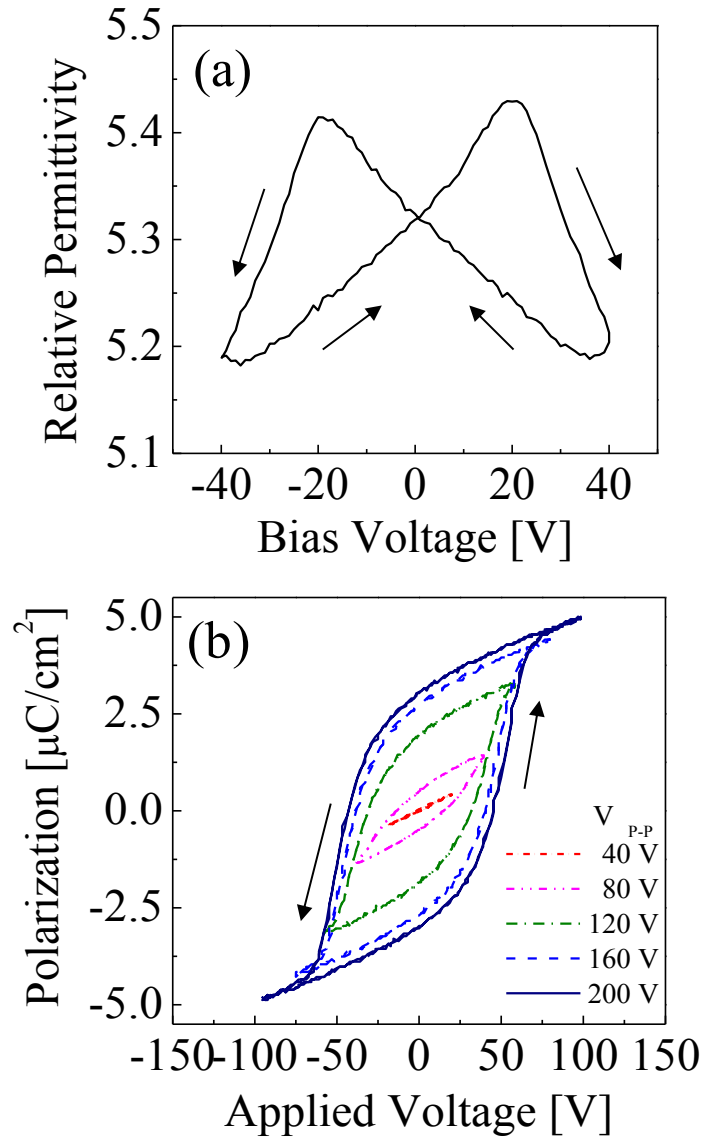 (a)
Relative Permittivity
5.5
5.4
5.3
5.2
5.1
-40 -20 0 20 40
Bias Voltage [V]
(b)
Polarization [μC/cm²]
5.0
2.5
0.0
-2.5
-5.0
V P-P
40 V
80 V
120 V
160 V
200 V
-150 -100 -50 0 50 100 150
Applied Voltage [V]